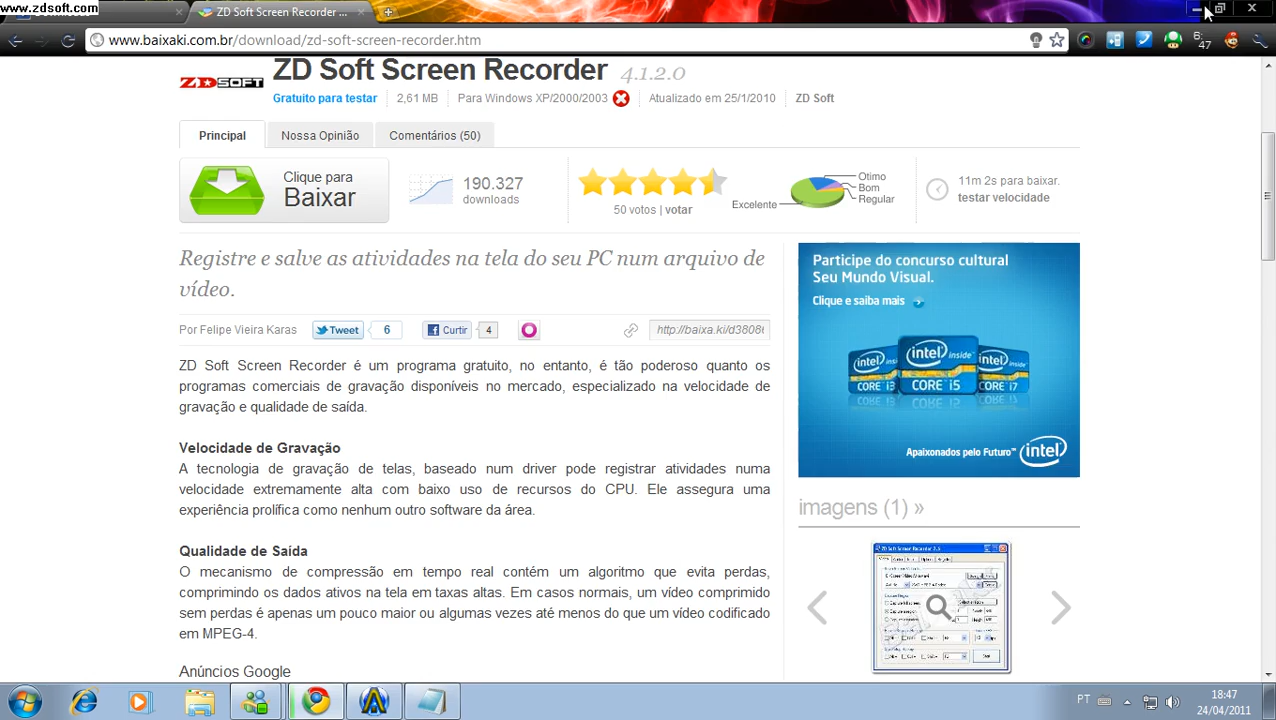 www.zdsoft.com
ZD Soft Screen Recorder ...
www.baixaki.com.br/download/zd-soft-screen-recorder.htm
47
ZDSOFT
ZD Soft Screen Recorder 4.1.2.0
Gratuito para testar
2,61 MB
Para Windows XP/2000/2003
Atualizado em 25/1/2010
ZD Soft
Principal
Nossa Opinião
Comentários (50)
Clique para
Baixar
190.327
downloads
50 votos | votar
Excelente
Otimo
Bom
Regular
11m 2s para baixar.
testar velocidade
Registre e salve as atividades na tela do seu PC num arquivo de
vídeo.
Por Felipe Vieira Karas
Tweet
6
Curtir
4
http://baixa.ki/d3808
ZD Soft Screen Recorder é um programa gratuito, no entanto, é tão poderoso quanto os
programas comerciais de gravação disponíveis no mercado, especializado na velocidade de
gravação e qualidade de saída.
Velocidade de Gravação
A tecnologia de gravação de telas, baseado num driver pode registrar atividades numa
velocidade extremamente alta com baixo uso de recursos do CPU. Ele assegura uma
experiência prolífica como nenhum outro software da área.
Qualidade de Saída
O mecanismo de compressão em tempo real contém um algoritmo que evita perdas,
comprimindo os dados ativos na tela em taxas altas. Em casos normais, um vídeo comprimido
sem perdas é apenas um pouco maior ou algumas vezes até menos do que um vídeo codificado
em MPEG-4.
Anúncios Google
Participe do concurso cultural
Seu Mundo Visual.
Clique e saiba mais
intel inside
CORE i3
intel inside
CORE i5
intel inside
CORE i7
Apaixonados pelo Futuro™
intel
imagens (1) »
PT
18:47
24/04/2011